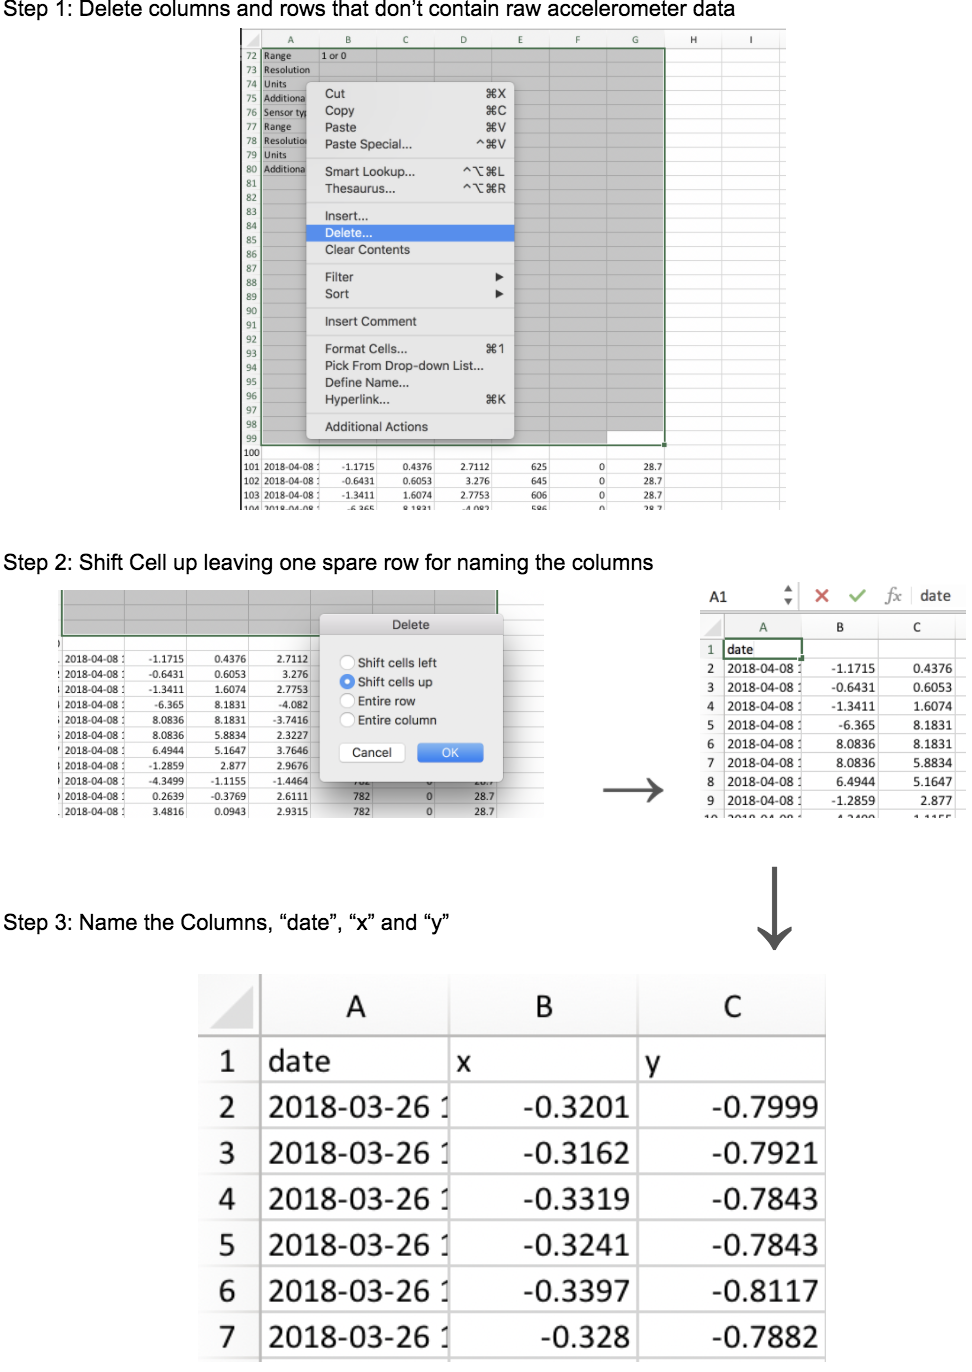 Step 1: Delete columns and rows that don’t contain raw accelerometer data
A B C D E F G H I
72 Range 1 or 0
73 Resolution
74 Units
75 Additiona
76 Sensor typ
77 Range
78 Resolutio
79 Units
80 Additiona
81
82
83
84
85
86
87
88
89
90
91
92
93
94
95
96
97
98
99
100
Cut ⌘X
Copy ⌘C
Paste ⌘V
Paste Special... ^⌘V
Smart Lookup... ^⌥⌘L
Thesaurus... ^⌥⌘R
Insert...
Delete...
Clear Contents
Filter ▶
Sort ▶
Insert Comment
Format Cells... ⌘1
Pick From Drop-down List...
Define Name...
Hyperlink... ⌘K
Additional Actions
101 2018-04-08 -1.1715 0.4376 2.7112 625 0 28.7
102 2018-04-08 -0.6431 0.6053 3.276 645 0 28.7
103 2018-04-08 -1.3411 1.6074 2.7753 606 0 28.7
104 2018-04-08 -6.365 8.1831 -4.082 586 0 28.7
Step 2: Shift Cell up leaving one spare row for naming the columns
2018-04-08 -1.1715 0.4376 2.7112
2018-04-08 -0.6431 0.6053 3.276
2018-04-08 -1.3411 1.6074 2.7753
2018-04-08 -6.365 8.1831 -4.082
2018-04-08 8.0836 8.1831 -3.7416
2018-04-08 8.0836 5.8834 2.3227
2018-04-08 6.4944 5.1647 3.7646
2018-04-08 -1.2859 2.877 2.9676
2018-04-08 -4.3499 -1.1155 -1.4464
2018-04-08 0.2639 -0.3769 2.6111 782 0 28.7
2018-04-08 3.4816 0.0943 2.9315 782 0 28.7
Delete
Shift cells left
Shift cells up
Entire row
Entire column
Cancel OK
A1 fx date
A B C
1 date
2 2018-04-08 1 -1.1715 0.4376
3 2018-04-08 1 -0.6431 0.6053
4 2018-04-08 1 -1.3411 1.6074
5 2018-04-08 1 -6.365 8.1831
6 2018-04-08 1 8.0836 8.1831
7 2018-04-08 1 8.0836 5.8834
8 2018-04-08 1 6.4944 5.1647
9 2018-04-08 1 -1.2859 2.877
Step 3: Name the Columns, “date”, “x” and “y”
A B C
1 date x y
2 2018-03-26 1 -0.3201 -0.7999
3 2018-03-26 1 -0.3162 -0.7921
4 2018-03-26 1 -0.3319 -0.7843
5 2018-03-26 1 -0.3241 -0.7843
6 2018-03-26 1 -0.3397 -0.8117
7 2018-03-26 1 -0.328 -0.7882